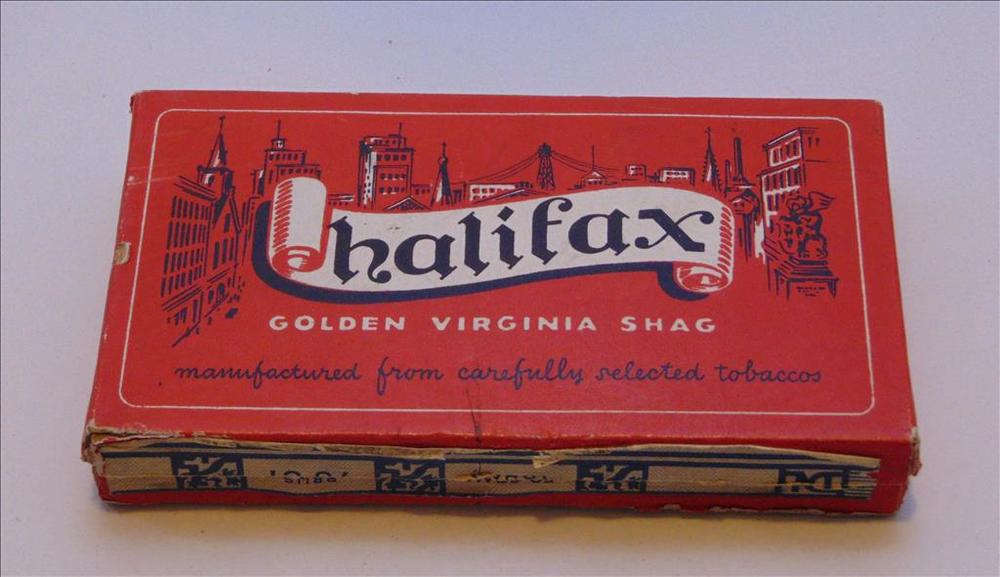 halifax
GOLDEN VIRGINIA SHAG
manufactured from carefully selected tobaccos